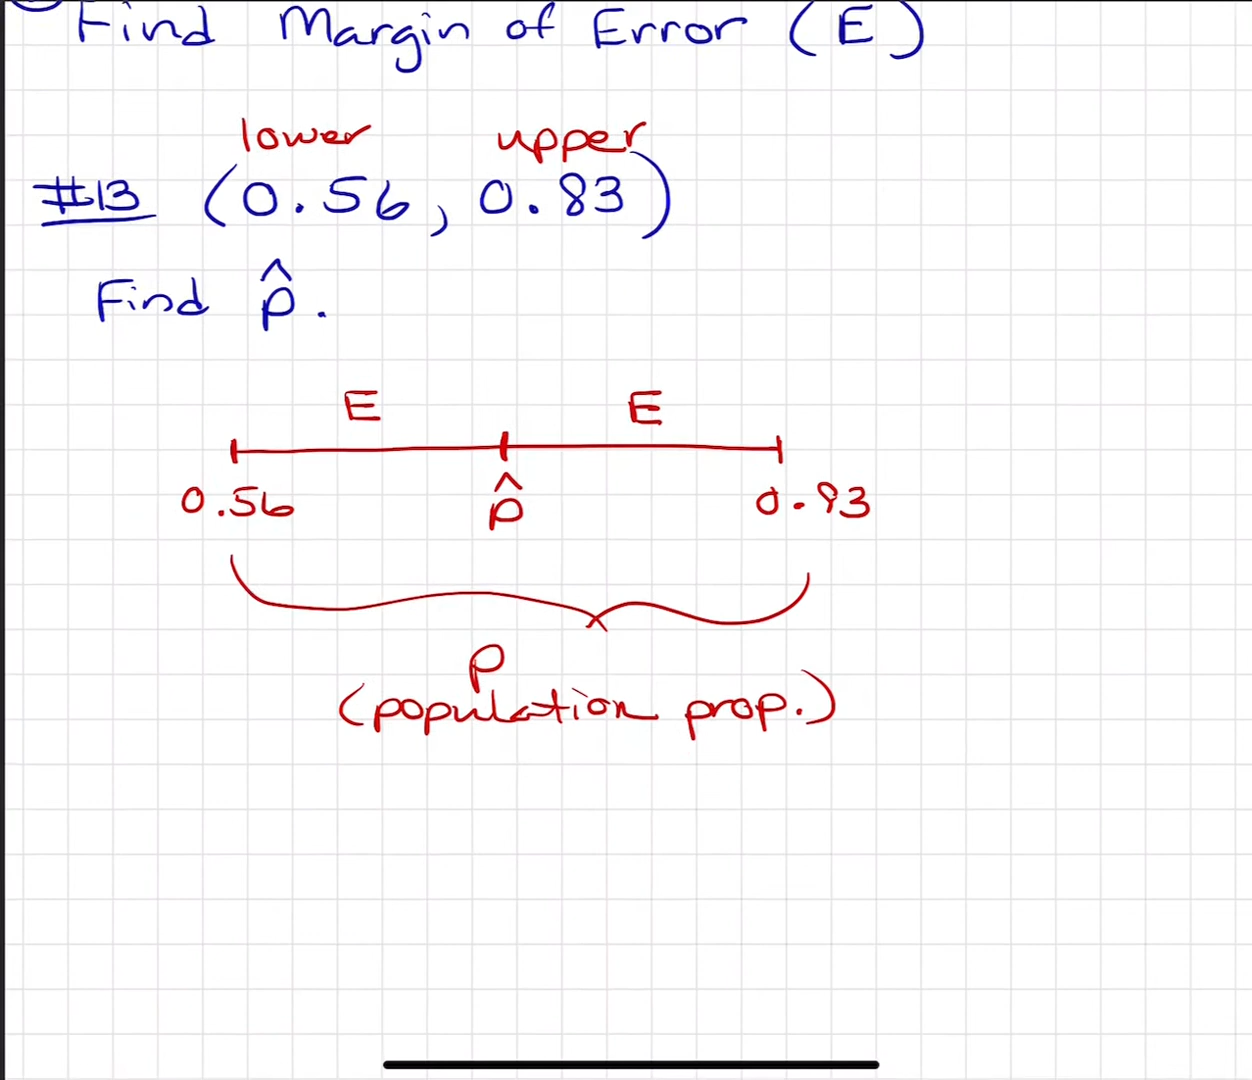 Find Margin of Error (E)
lower upper
#13 (0.56, 0.83)
Find p̂.
E E
0.56 p̂ 0.83
p
(population prop.)